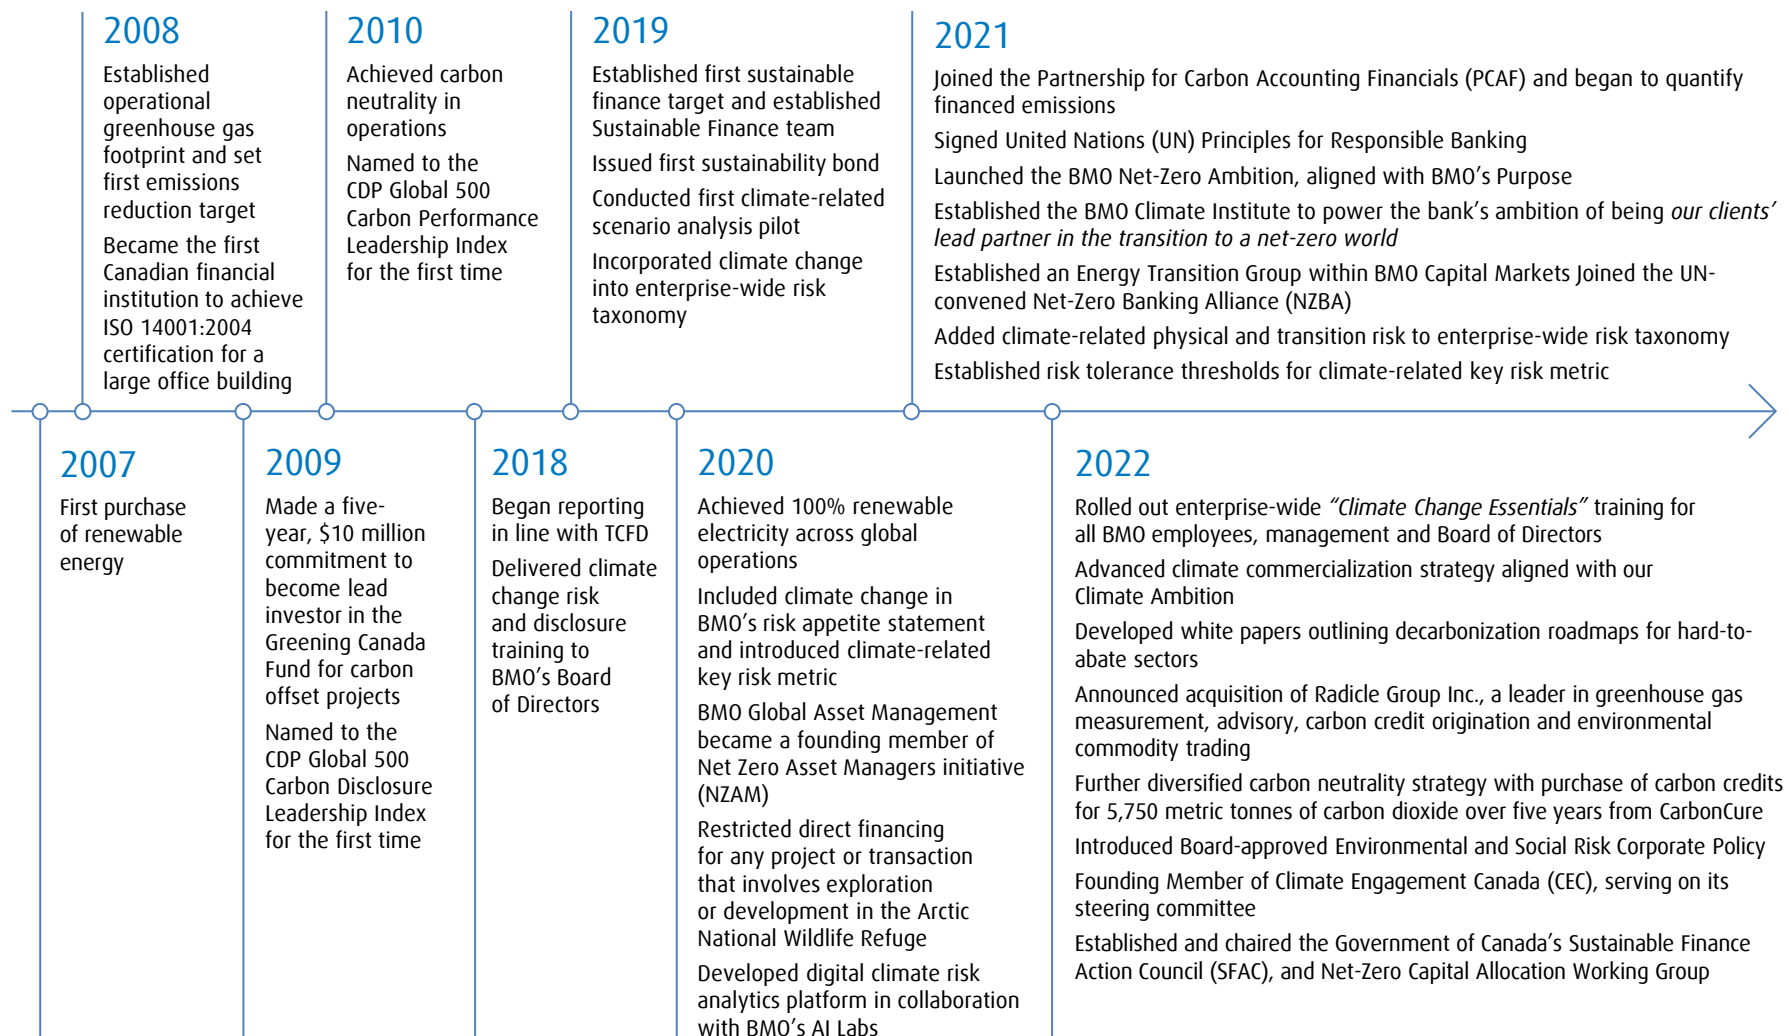 2008
Established
operational
greenhouse gas
footprint and set
first emissions
reduction target
Became the first
Canadian financial
institution to achieve
ISO 14001:2004
certification for a
large office building
2010
Achieved carbon
neutrality in
operations
Named to the
CDP Global 500
Carbon Performance
Leadership Index
for the first time
2019
Established first sustainable
finance target and established
Sustainable Finance team
Issued first sustainability bond
Conducted first climate-related
scenario analysis pilot
Incorporated climate change
into enterprise-wide risk
taxonomy
2021
Joined the Partnership for Carbon Accounting Financials (PCAF) and began to quantify
financed emissions
Signed United Nations (UN) Principles for Responsible Banking
Launched the BMO Net-Zero Ambition, aligned with BMO's Purpose
Established the BMO Climate Institute to power the bank's ambition of being our clients'
lead partner in the transition to a net-zero world
Established an Energy Transition Group within BMO Capital Markets Joined the UN-
convened Net-Zero Banking Alliance (NZBA)
Added climate-related physical and transition risk to enterprise-wide risk taxonomy
Established risk tolerance thresholds for climate-related key risk metric
2007
First purchase
of renewable
energy
2009
Made a five-
year, $10 million
commitment to
become lead
investor in the
Greening Canada
Fund for carbon
offset projects
Named to the
CDP Global 500
Carbon Disclosure
Leadership Index
for the first time
2018
Began reporting
in line with TCFD
Delivered climate
change risk
and disclosure
training to
BMO's Board
of Directors
2020
Achieved 100% renewable
electricity across global
operations
Included climate change in
BMO's risk appetite statement
and introduced climate-related
key risk metric
BMO Global Asset Management
became a founding member of
Net Zero Asset Managers initiative
(NZAM)
Restricted direct financing
for any project or transaction
that involves exploration
or development in the Arctic
National Wildlife Refuge
Developed digital climate risk
analytics platform in collaboration
with BMO's AI Labs
2022
Rolled out enterprise-wide "Climate Change Essentials" training for
all BMO employees, management and Board of Directors
Advanced climate commercialization strategy aligned with our
Climate Ambition
Developed white papers outlining decarbonization roadmaps for hard-to-
abate sectors
Announced acquisition of Radicle Group Inc., a leader in greenhouse gas
measurement, advisory, carbon credit origination and environmental
commodity trading
Further diversified carbon neutrality strategy with purchase of carbon credits
for 5,750 metric tonnes of carbon dioxide over five years from CarbonCure
Introduced Board-approved Environmental and Social Risk Corporate Policy
Founding Member of Climate Engagement Canada (CEC), serving on its
steering committee
Established and chaired the Government of Canada's Sustainable Finance
Action Council (SFAC), and Net-Zero Capital Allocation Working Group